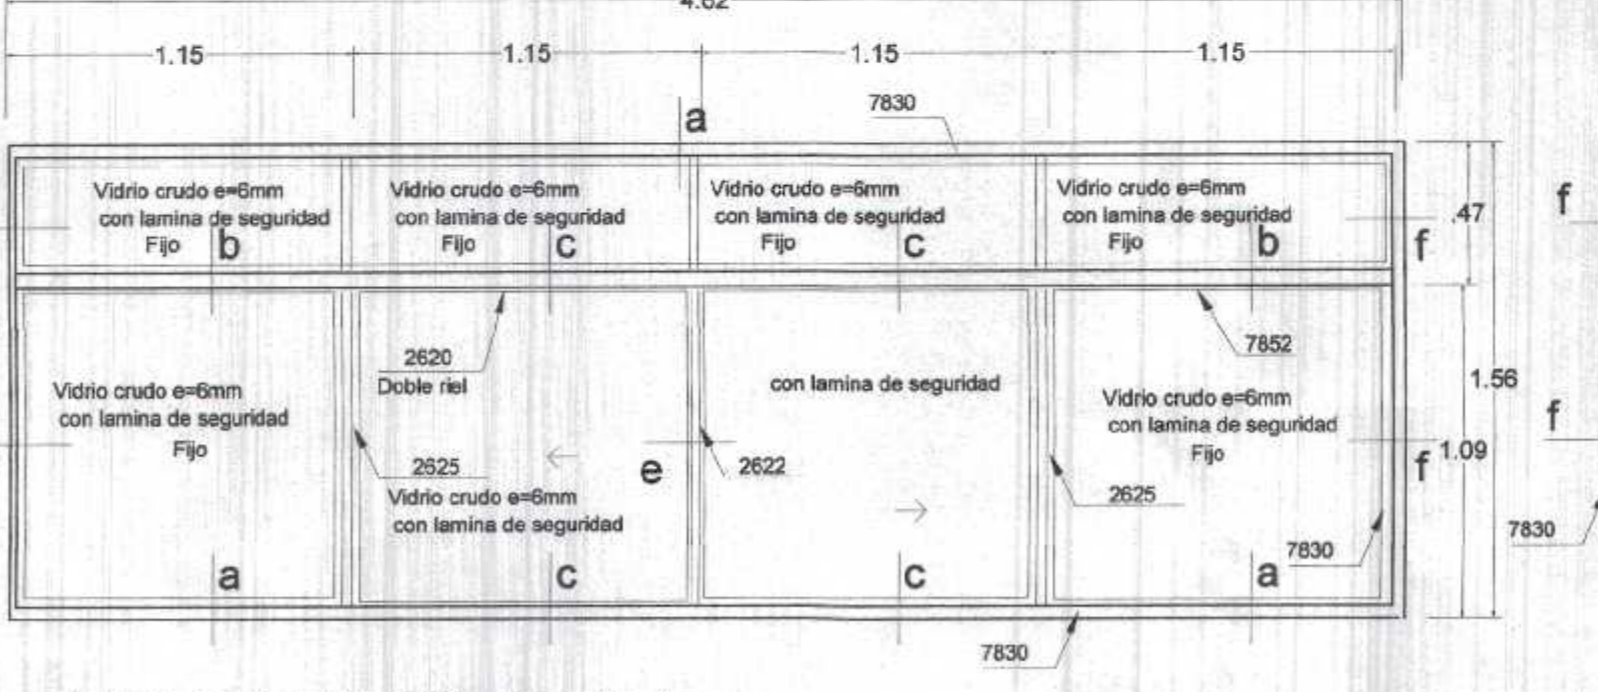 4.62
1.15 1.15 1.15 1.15
a
7830
Vidrio crudo e=6mm
con lamina de seguridad
Fijo b
Vidrio crudo e=6mm
con lamina de seguridad
Fijo c
Vidrio crudo e=6mm
con lamina de seguridad
Fijo c
Vidrio crudo e=6mm
con lamina de seguridad
Fijo b
f
.47
f
2620
Doble riel
7852
con lamina de seguridad
1.56
Vidrio crudo e=6mm
con lamina de seguridad
Fijo
Vidrio crudo e=6mm
con lamina de seguridad
Fijo
f
1.09
f
2625
e
2622
2625
Vidrio crudo e=6mm
con lamina de seguridad
7830
7830
a c c a
7830